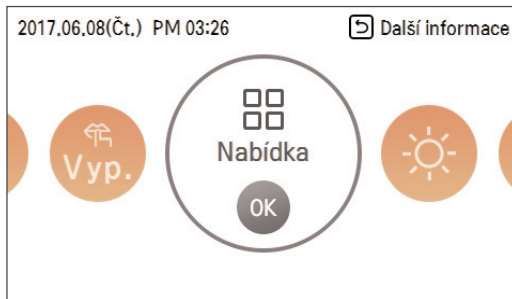 2017.06.08(Čt.) PM 03:26
Další informace
Vyp.
Nabídka
OK